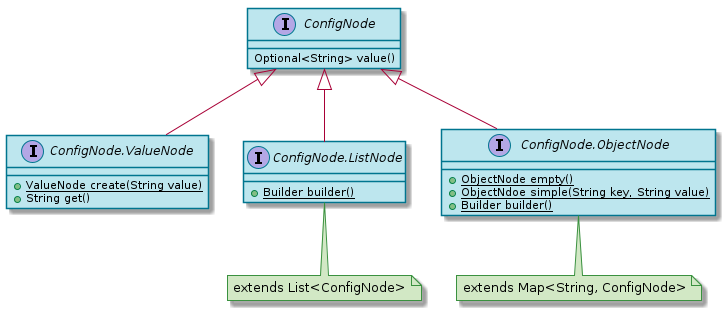 I ConfigNode
Optional<String> value()
I ConfigNode.ValueNode
ValueNode create(String value)
String get()
I ConfigNode.ListNode
Builder builder()
I ConfigNode.ObjectNode
ObjectNode empty()
ObjectNdoe simple(String key, String value)
Builder builder()
extends List<ConfigNode>
extends Map<String, ConfigNode>